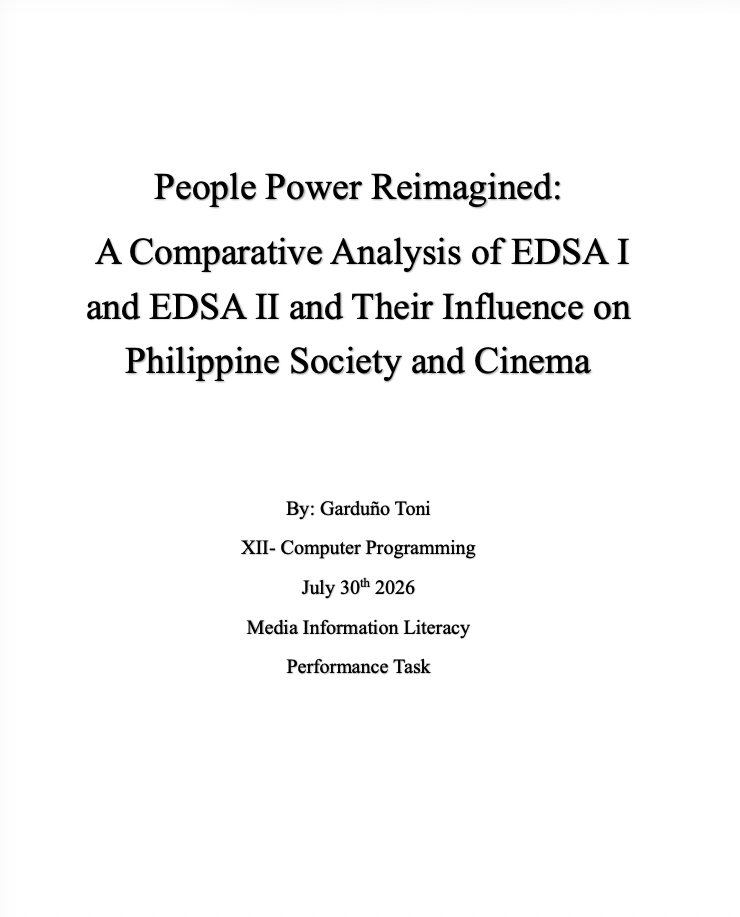 People Power Reimagined:
A Comparative Analysis of EDSA I
and EDSA II and Their Influence on
Philippine Society and Cinema
By: Garduño Toni
XII- Computer Programming
July 30th 2026
Media Information Literacy
Performance Task